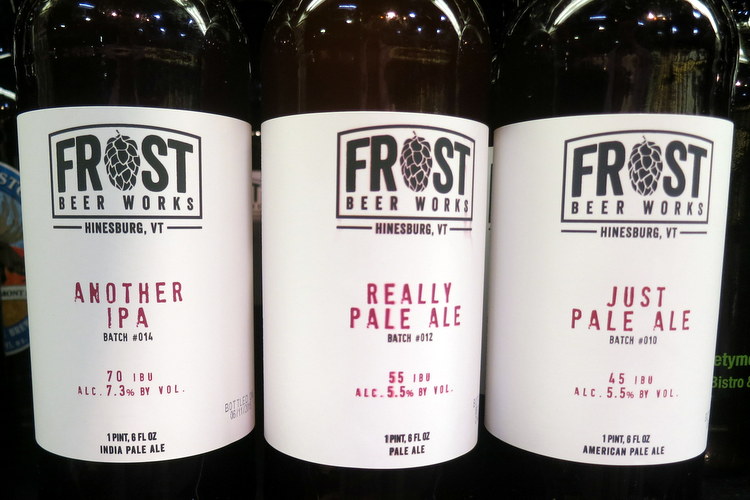 FROST
BEER WORKS
HINESBURG, VT
ANOTHER
IPA
BATCH #014
70 IBU
ALC. 7.3% BY VOL.
BOTTLED
1 PINT, 6 FL OZ
INDIA PALE ALE
FROST
BEER WORKS
HINESBURG, VT
REALLY
PALE ALE
BATCH #012
55 IBU
ALC. 5.5% BY VOL.
1 PINT, 6 FL OZ
PALE ALE
FROST
BEER WORKS
HINESBURG, VT
JUST
PALE ALE
BATCH #010
45 IBU
ALC. 5.5% BY VOL.
1 PINT, 6 FL OZ
AMERICAN PALE ALE
etym
Bistro &